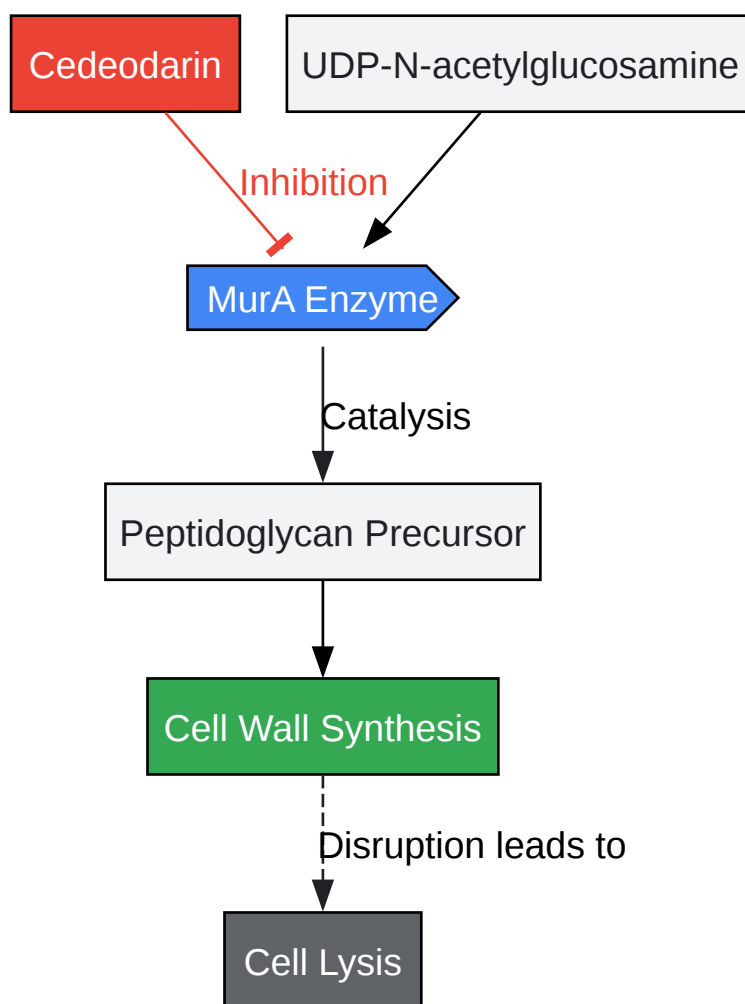 Cedeodarin
UDP-N-acetylglucosamine
Inhibition
MurA Enzyme
Catalysis
Peptidoglycan Precursor
Cell Wall Synthesis
Disruption leads to
Cell Lysis